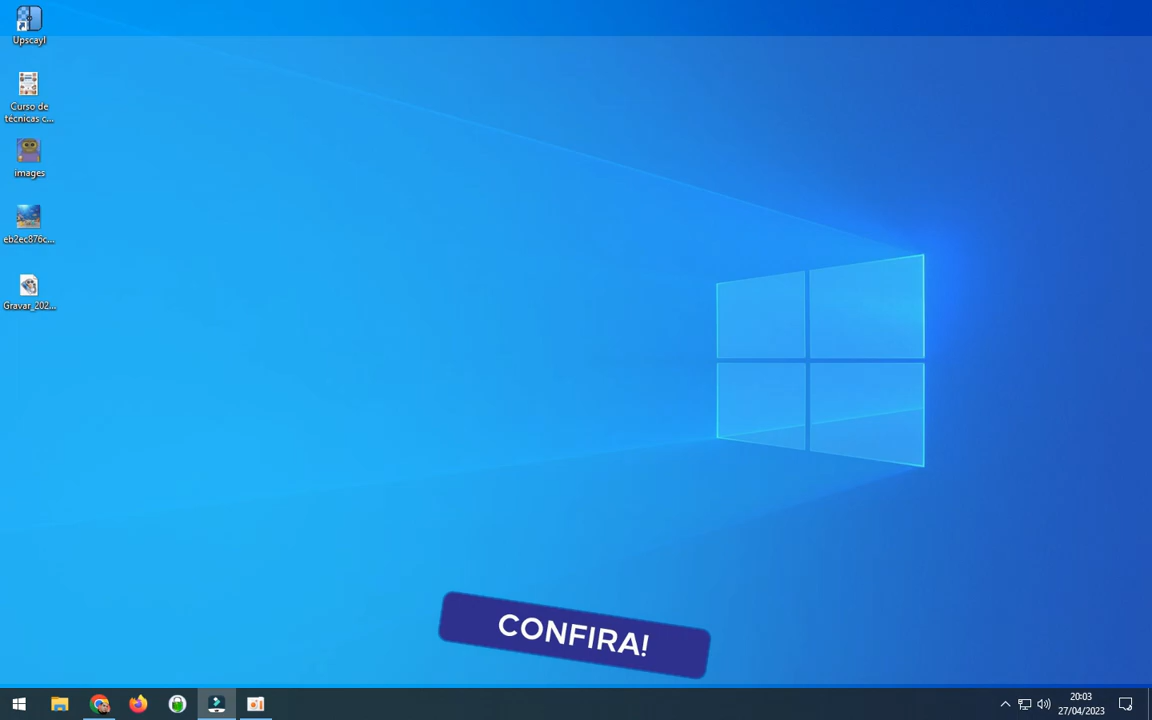 Upscayl
Curso de
tecnicas c...
images
eb2ec876c...
Gravar_202...
CONFIRA!
20:03
27/04/2023